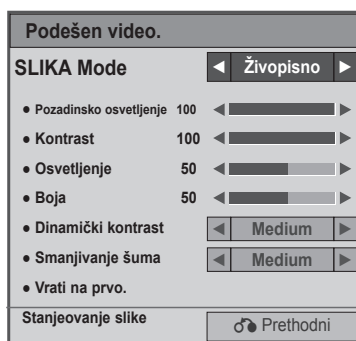 Podešen video.
SLIKA Mode ◄ Živopisno ►
● Pozadinsko osvetljenje 100
● Kontrast 100
● Osvetljenje 50
● Boja 50
● Dinamički kontrast ◄ Medium ►
● Smanjivanje šuma ◄ Medium ►
● Vrati na prvo.
Stanjeovanje slike
Prethodni